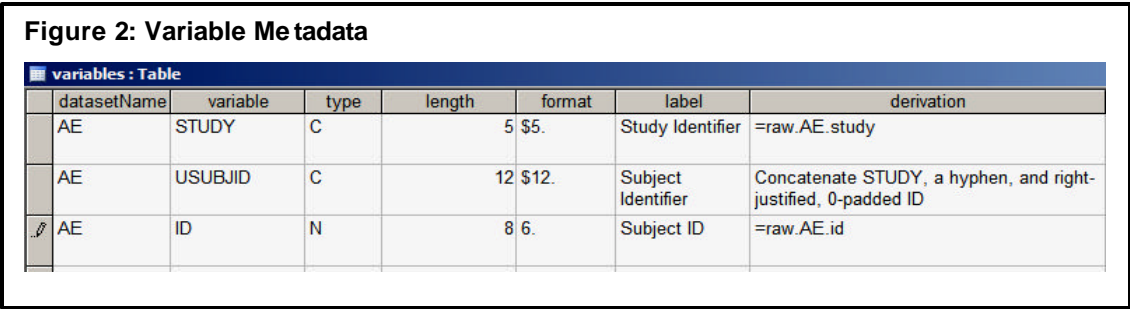 Figure 2: Variable Metadata
variables : Table
datasetName variable type length format label derivation
AE STUDY C 5 $5. Study Identifier =raw.AE.study
AE USUBJID C 12 $12. Subject Concatenate STUDY, a hyphen, and right-
Identifier justified, 0-padded ID
AE ID N 8 6. Subject ID =raw.AE.id